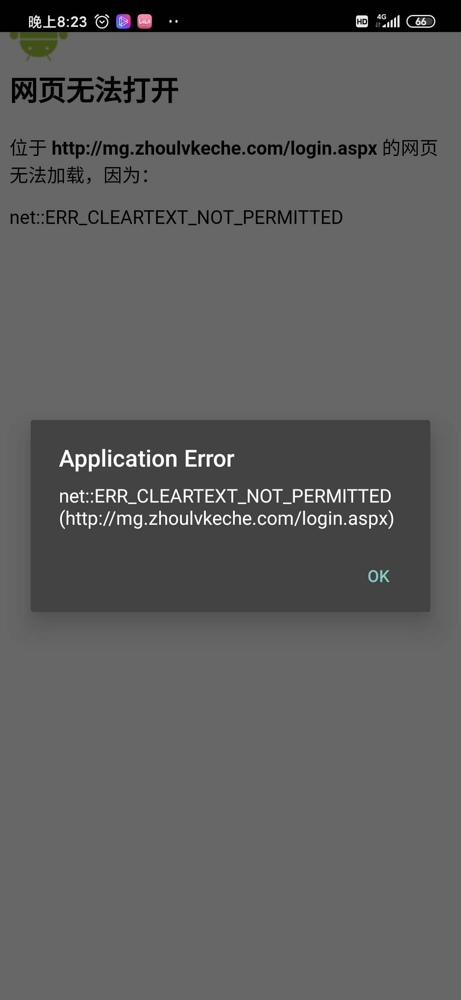 晚上8:23 bilibili HD 4G 66
网页无法打开
位于 http://mg.zhoulvkeche.com/login.aspx 的网页
无法加载，因为：
net::ERR_CLEARTEXT_NOT_PERMITTED
Application Error
net::ERR_CLEARTEXT_NOT_PERMITTED
(http://mg.zhoulvkeche.com/login.aspx)
OK